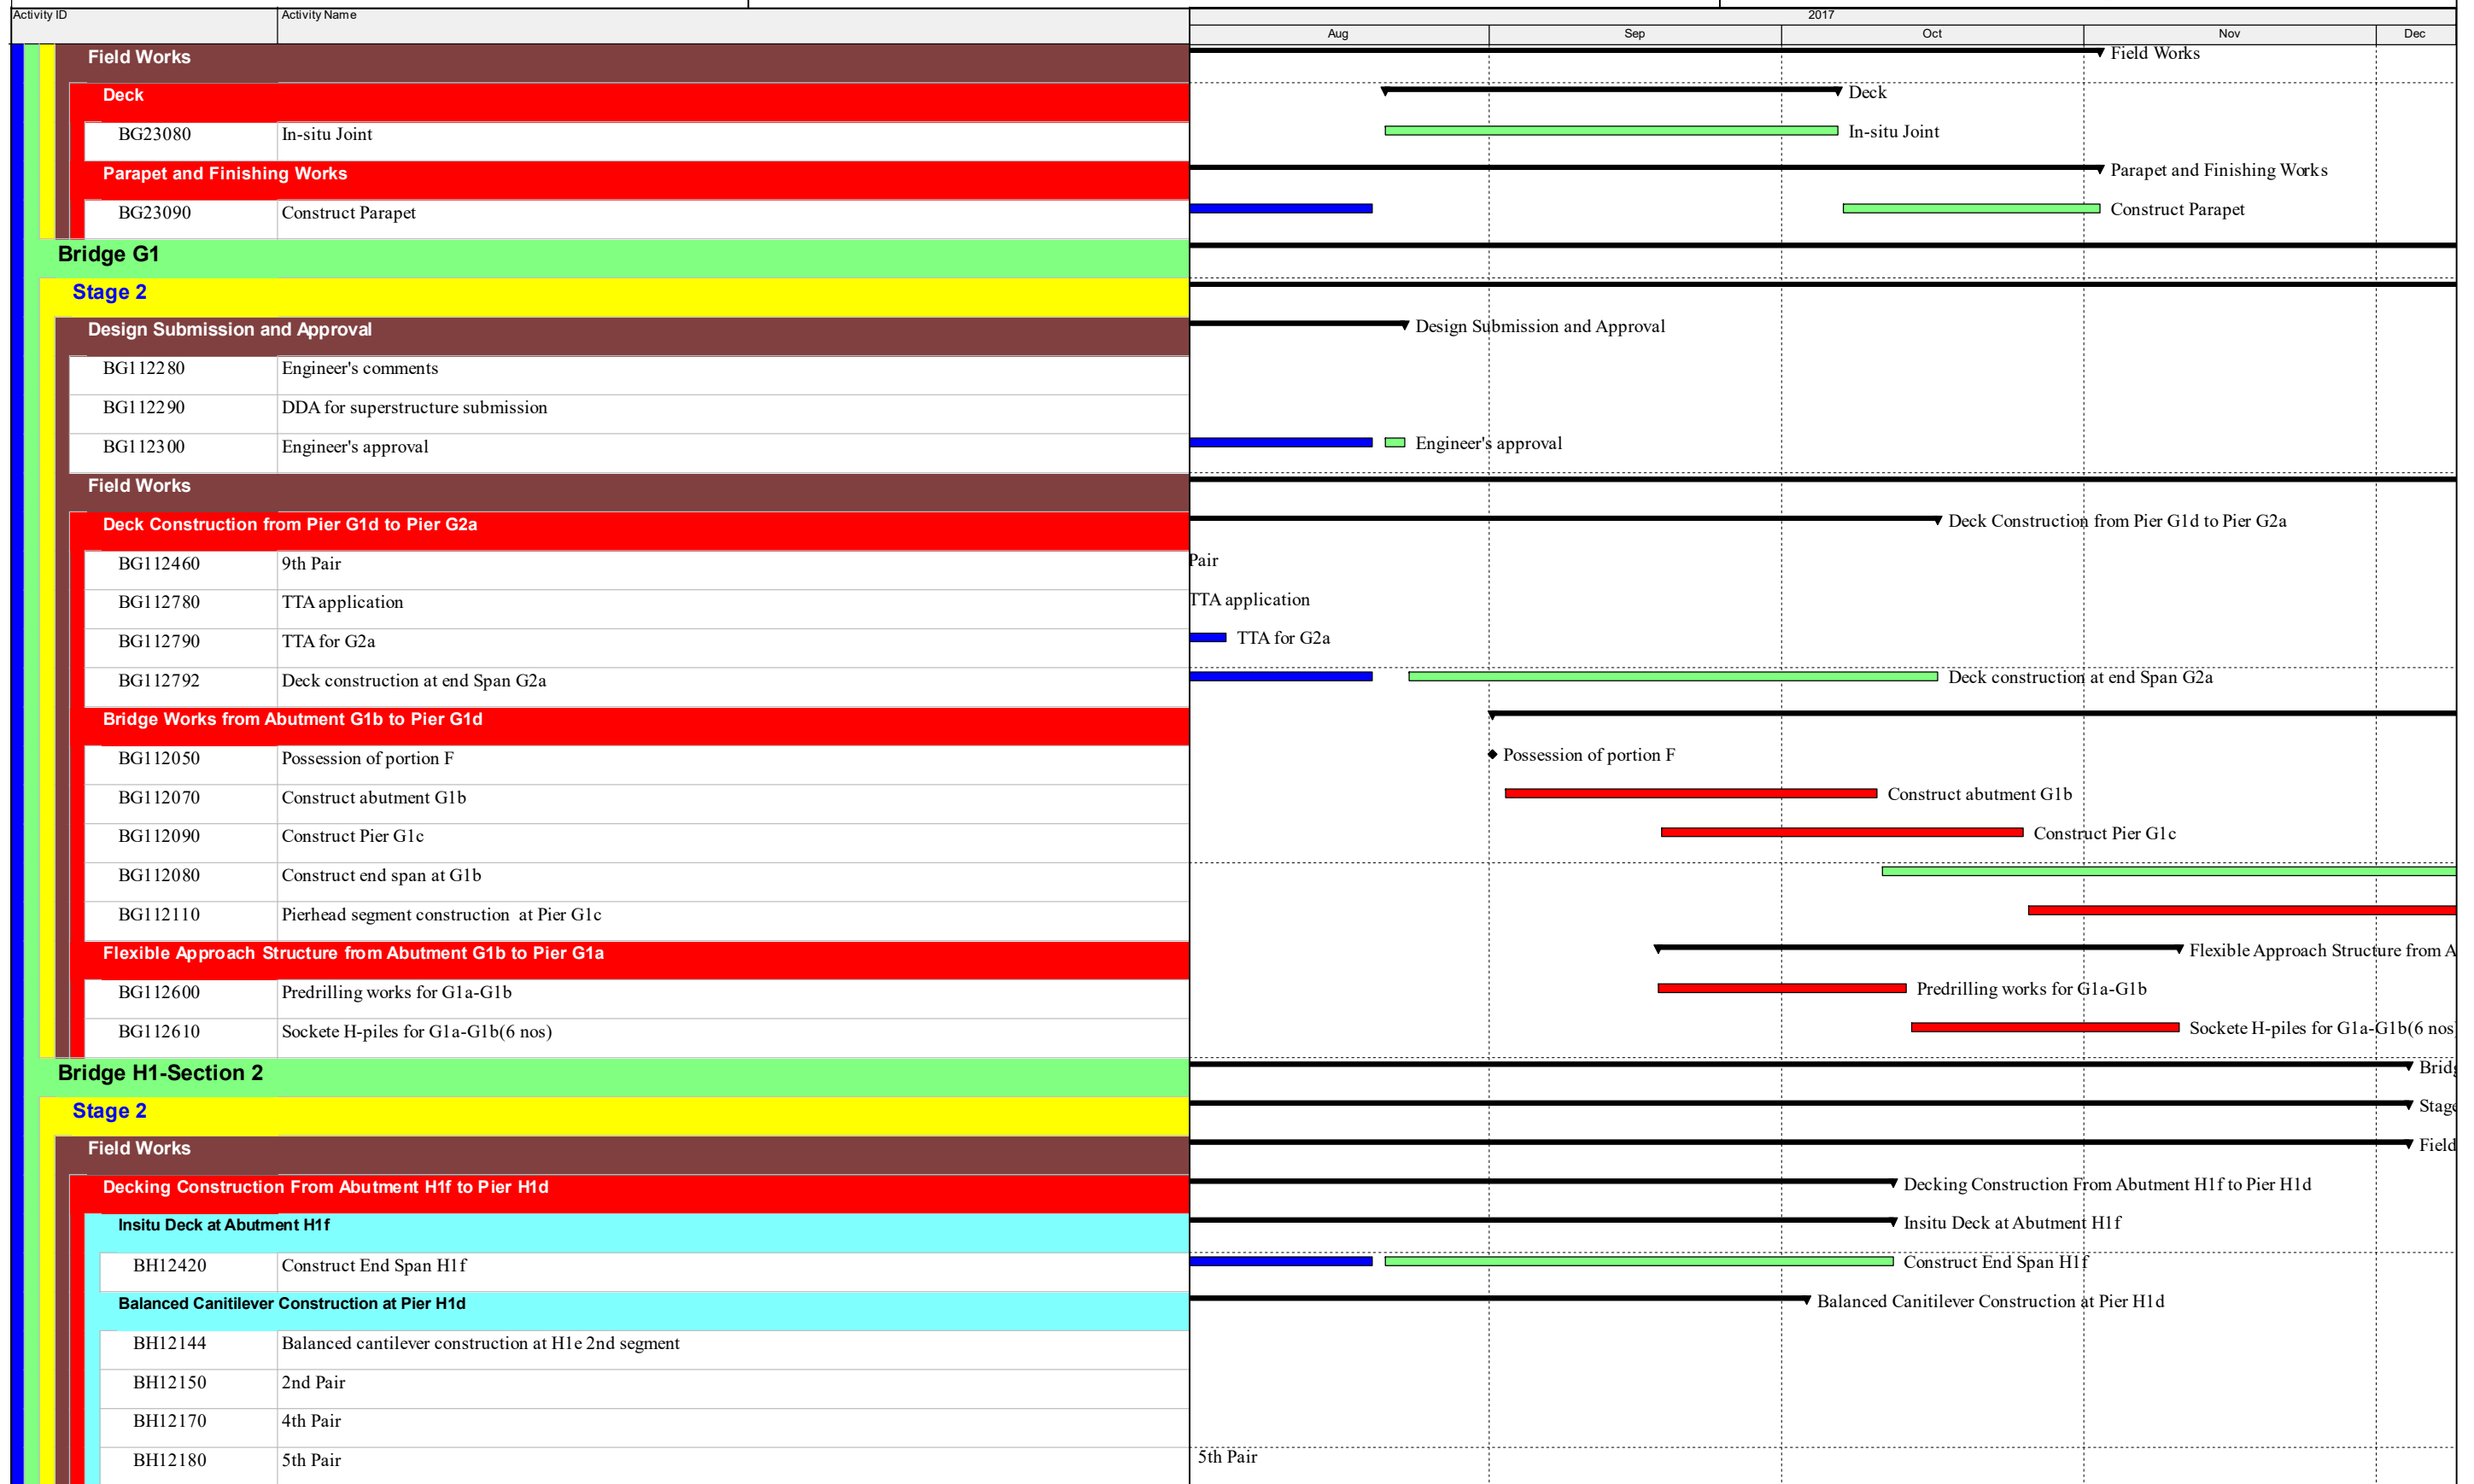 Activity ID Activity Name 2017
Aug Sep Oct Nov Dec
Field Works Field Works
Deck Deck
BG23080 In-situ Joint In-situ Joint
Parapet and Finishing Works Parapet and Finishing Works
BG23090 Construct Parapet Construct Parapet
Bridge G1
Stage 2
Design Submission and Approval Design Submission and Approval
BG112280 Engineer's comments
BG112290 DDA for superstructure submission
BG112300 Engineer's approval Engineer's approval
Field Works
Deck Construction from Pier G1d to Pier G2a Deck Construction from Pier G1d to Pier G2a
BG112460 9th Pair Pair
BG112780 TTA application TTA application
BG112790 TTA for G2a TTA for G2a
BG112792 Deck construction at end Span G2a Deck construction at end Span G2a
Bridge Works from Abutment G1b to Pier G1d
BG112050 Possession of portion F Possession of portion F
BG112070 Construct abutment G1b Construct abutment G1b
BG112090 Construct Pier G1c Construct Pier G1c
BG112080 Construct end span at G1b
BG112110 Pierhead segment construction at Pier G1c
Flexible Approach Structure from Abutment G1b to Pier G1a Flexible Approach Structure from A
BG112600 Predrilling works for G1a-G1b Predrilling works for G1a-G1b
BG112610 Sockete H-piles for G1a-G1b(6 nos) Sockete H-piles for G1a-G1b(6 nos
Bridge H1-Section 2 Bridg
Stage 2 Stage
Field Works Field
Decking Construction From Abutment H1f to Pier H1d Decking Construction From Abutment H1f to Pier H1d
Insitu Deck at Abutment H1f Insitu Deck at Abutment H1f
BH12420 Construct End Span H1f Construct End Span H1f
Balanced Canitilever Construction at Pier H1d Balanced Canitilever Construction at Pier H1d
BH12144 Balanced cantilever construction at H1e 2nd segment
BH12150 2nd Pair
BH12170 4th Pair
BH12180 5th Pair 5th Pair